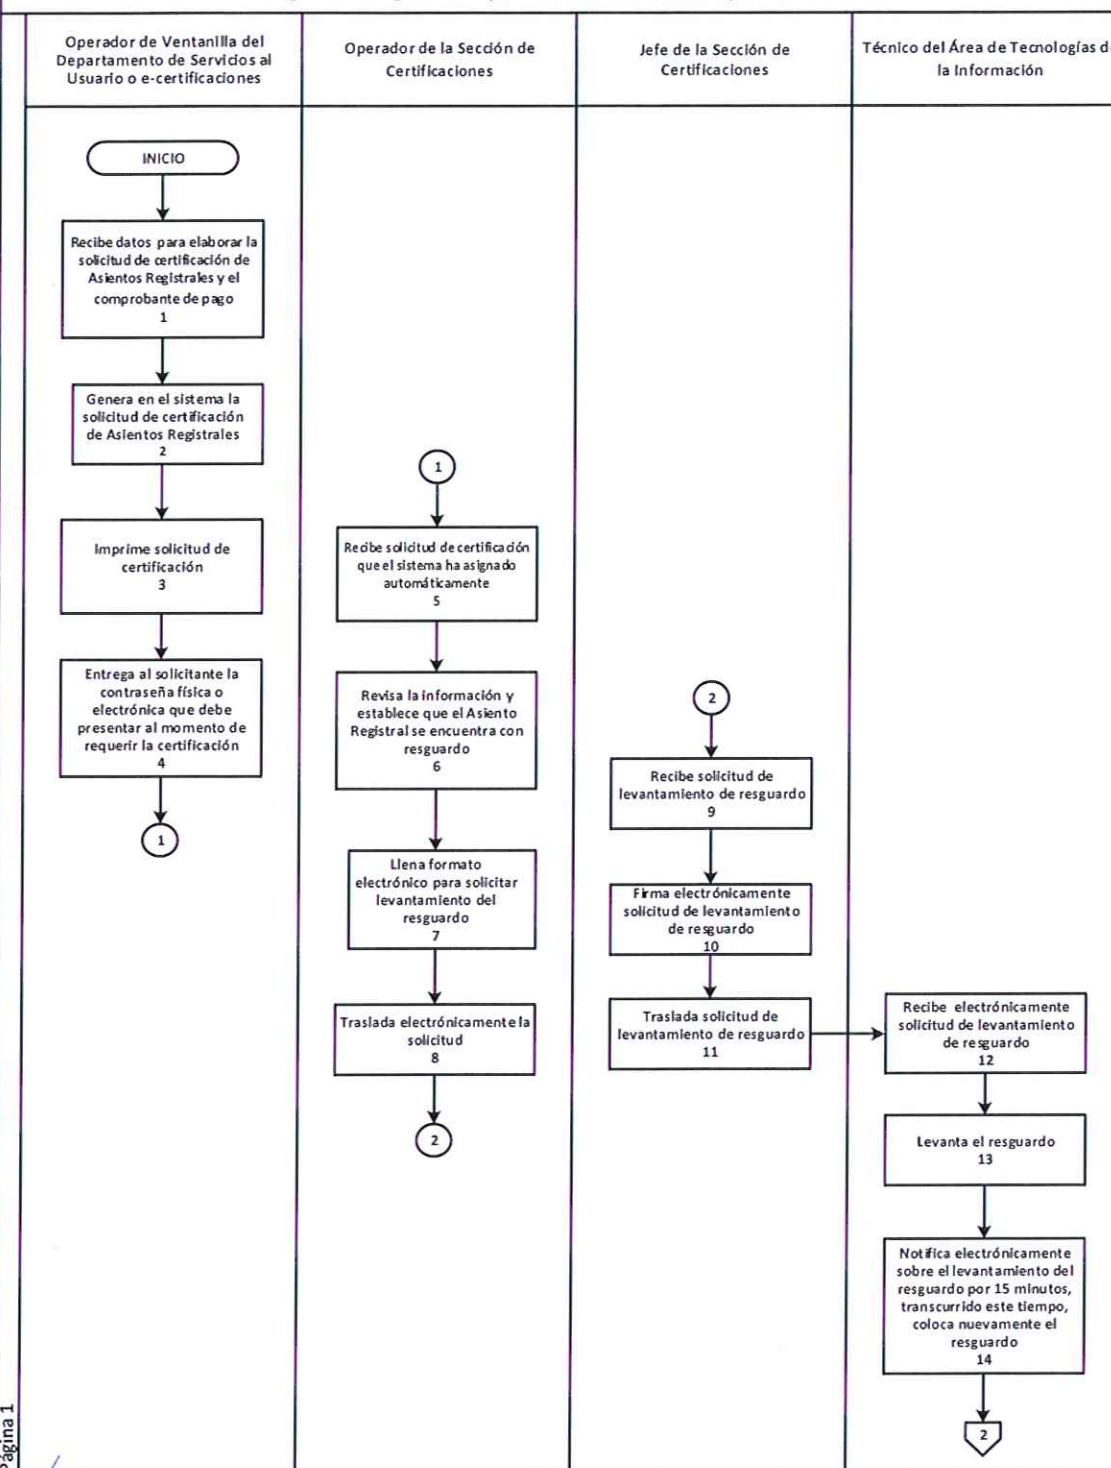 Operador de Ventanilla del
Departamento de Servicios al
Usuario o e-certificaciones
Operador de la Sección de
Certificaciones
Jefe de la Sección de
Certificaciones
Técnico del Área de Tecnologías de
la Información
INICIO
Recibe datos para elaborar la
solicitud de certificación de
Asientos Registrales y el
comprobante de pago
1
Genera en el sistema la
solicitud de certificación
de Asientos Registrales
2
Imprime solicitud de
certificación
3
Entrega al solicitante la
contraseña física o
electrónica que debe
presentar al momento de
requerir la certificación
4
1
1
Recibe solicitud de certificación
que el sistema ha asignado
automáticamente
5
Revisa la información y
establece que el Asiento
Registral se encuentra con
resguardo
6
Llena formato
electrónico para solicitar
levantamiento del
resguardo
7
Traslada electrónicamente la
solicitud
8
2
2
Recibe solicitud de
levantamiento de resguardo
9
Firma electrónicamente
solicitud de levantamiento
de resguardo
10
Traslada solicitud de
levantamiento de resguardo
11
Recibe electrónicamente
solicitud de levantamiento
de resguardo
12
Levanta el resguardo
13
Notifica electrónicamente
sobre el levantamiento del
resguardo por 15 minutos,
transcurrido este tiempo,
coloca nuevamente el
resguardo
14
2
Página 1